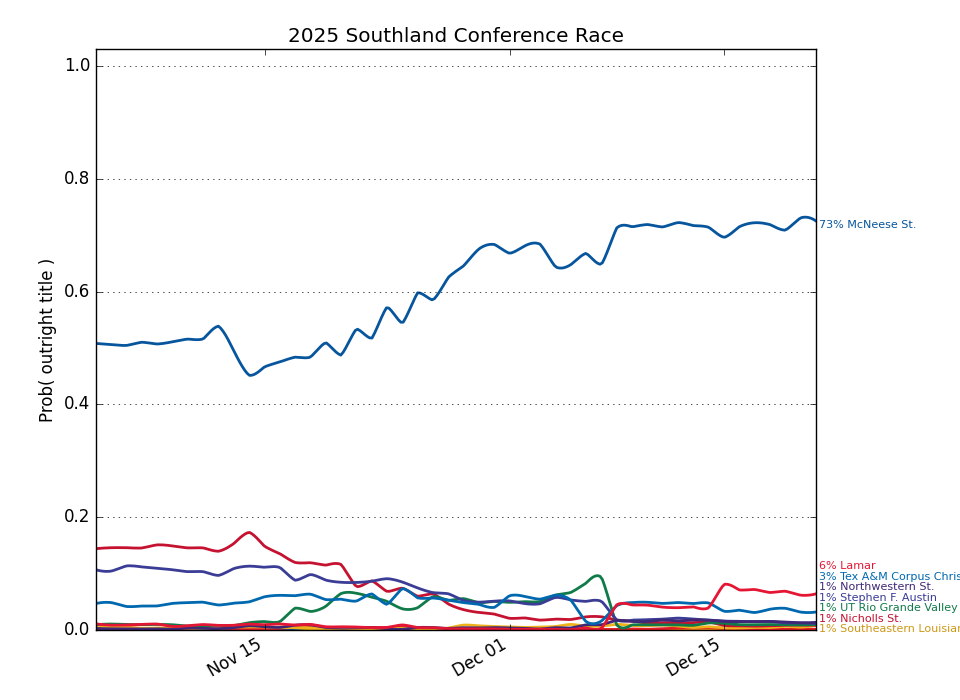 2025 Southland Conference Race
Prob( outright title )
1.0
0.8
0.6
0.4
0.2
0.0
Nov 15
Dec 01
Dec 15
73% McNeese St.
6% Lamar
3% Tex A&M Corpus Chris
1% Northwestern St.
1% Stephen F. Austin
1% UT Rio Grande Valley
1% Nicholls St.
1% Southeastern Louisian